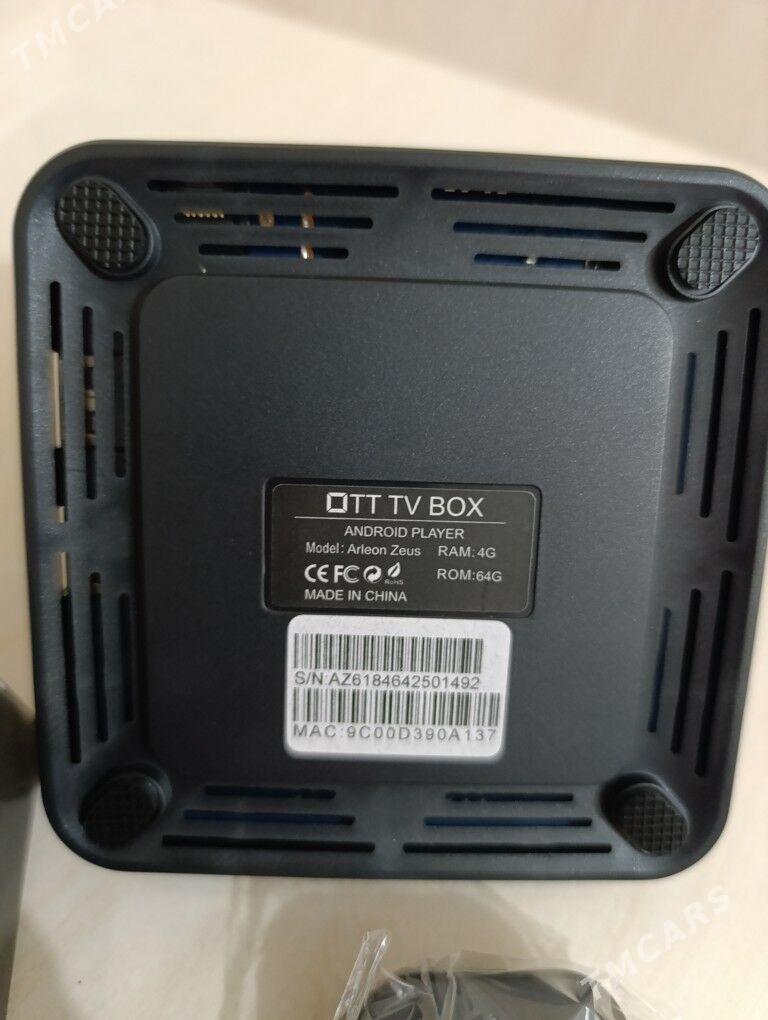 TMCARS
OTT TV BOX
ANDROID PLAYER
Model: Arleon Zeus RAM:4G
CE FC RoHS ROM:64G
MADE IN CHINA
S/N:AZ6184642501492
MAC:9C00D390A137
TMCARS